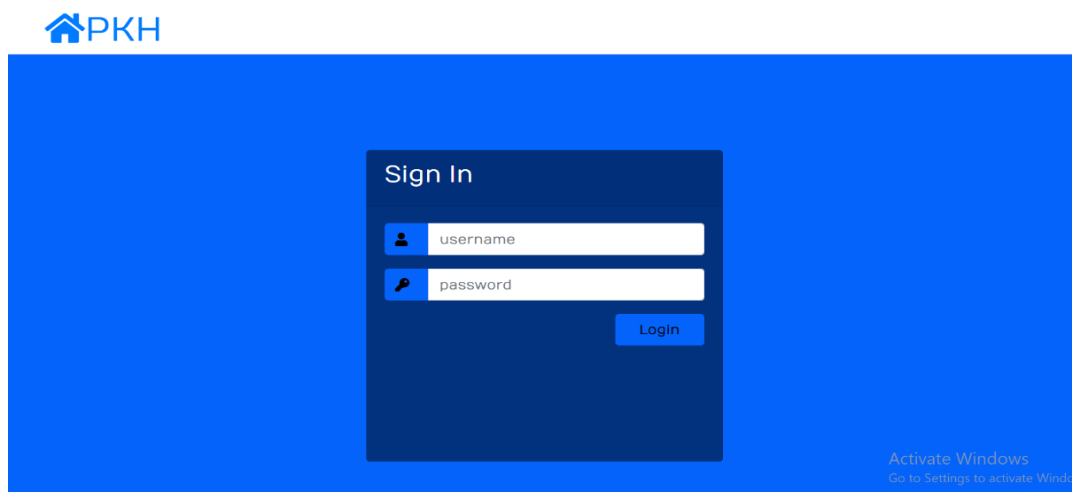 PKH
Sign In
username
password
Login
Activate Windows
Go to Settings to activate Windo